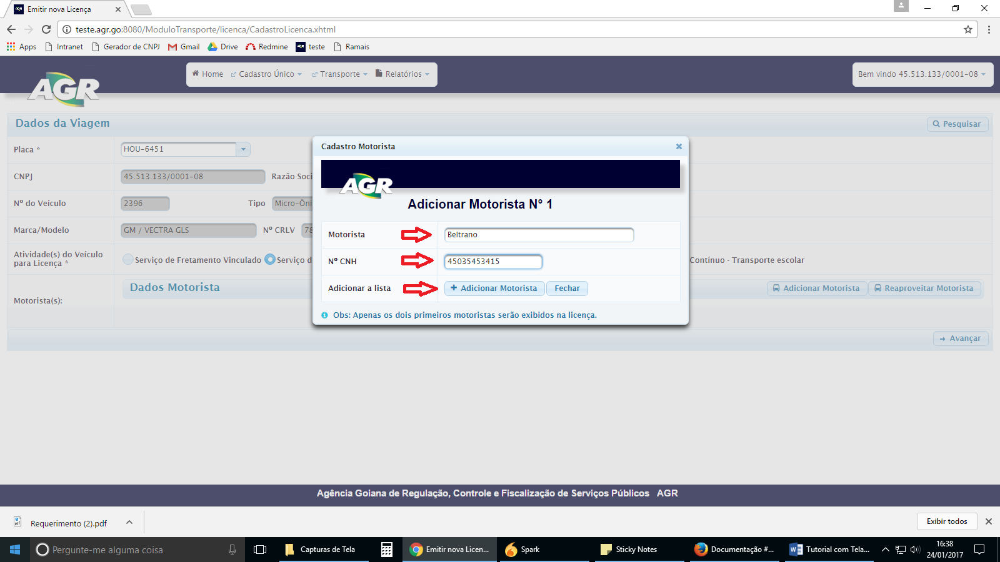 Emitir nova Licença
teste.agr.go:8080/ModuloTransporte/licenca/CadastroLicenca.xhtml
Apps Intranet Gerador de CNPJ Gmail Drive Redmine teste Ramais
AGR Home Cadastro Único Transporte Relatórios Bem vindo 45.513.133/0001-08
Dados da Viagem Pesquisar
Placa * HOU-6451
CNPJ 45.513.133/0001-08 Razão Soci
Nº do Veículo 2396 Tipo Micro-Ôni
Marca/Modelo GM / VECTRA GLS Nº CRLV 78
Atividade(s) do Veículo
para Licença * Serviço de Fretamento Vinculado Serviço d Contínuo - Transporte escolar
Motorista(s): Dados Motorista Adicionar Motorista Reaproveitar Motorista
Avançar
Cadastro Motorista
AGR
Adicionar Motorista N° 1
Motorista Beltrano
Nº CNH 45035453415
Adicionar a lista Adicionar Motorista Fechar
Obs: Apenas os dois primeiros motoristas serão exibidos na licença.
Agência Goiana de Regulação, Controle e Fiscalização de Serviços Públicos AGR
Requerimento (2).pdf Exibir todos
Pergunte-me alguma coisa Capturas de Tela Emitir nova Licen... Spark Sticky Notes Documentação #... Tutorial com Tela... 16:38
24/01/2017